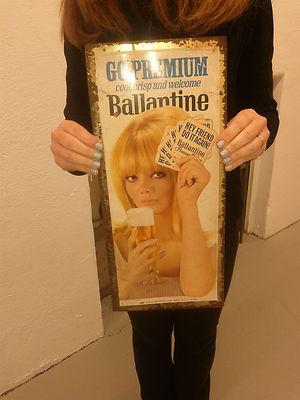 GO PREMIUM
cool crisp and welcome
Ballantine
HEY FRIEND
DO IT AGAIN!
Ballantine